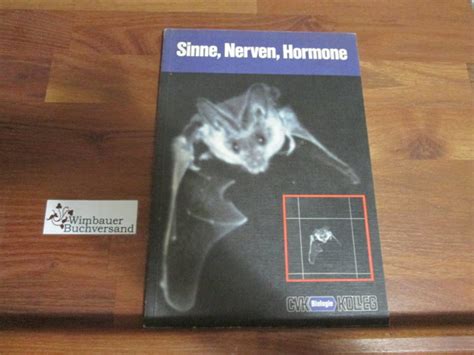 Sinne, Nerven, Hormone
Wimbauer
Buchversand
CVK Biologie KOLLEG